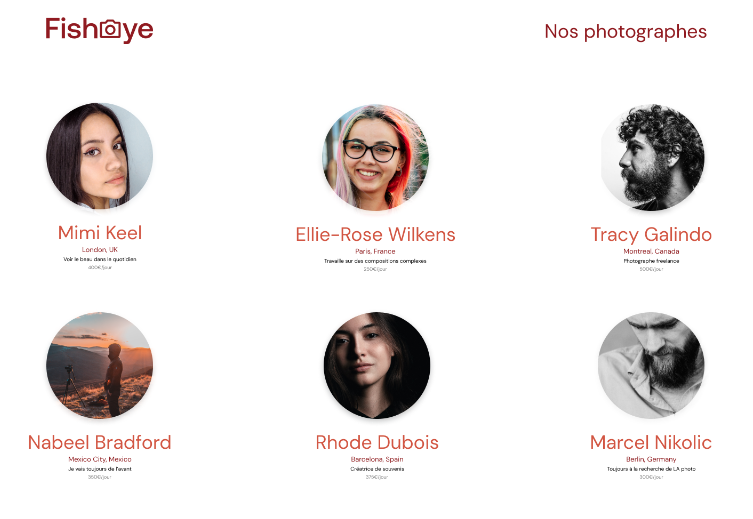 FishEye
Nos photographes
Mimi Keel
London, UK
Voir le beau dans le quotidien
400€/jour
Ellie-Rose Wilkens
Paris, France
Travaille sur des compositions complexes
250€/jour
Tracy Galindo
Montreal, Canada
Photographe freelance
500€/jour
Nabeel Bradford
Mexico City, Mexico
Je vais toujours de l'avant
350€/jour
Rhode Dubois
Barcelona, Spain
Créatrice de souvenirs
275€/jour
Marcel Nikolic
Berlin, Germany
Toujours à la recherche de LA photo
300€/jour